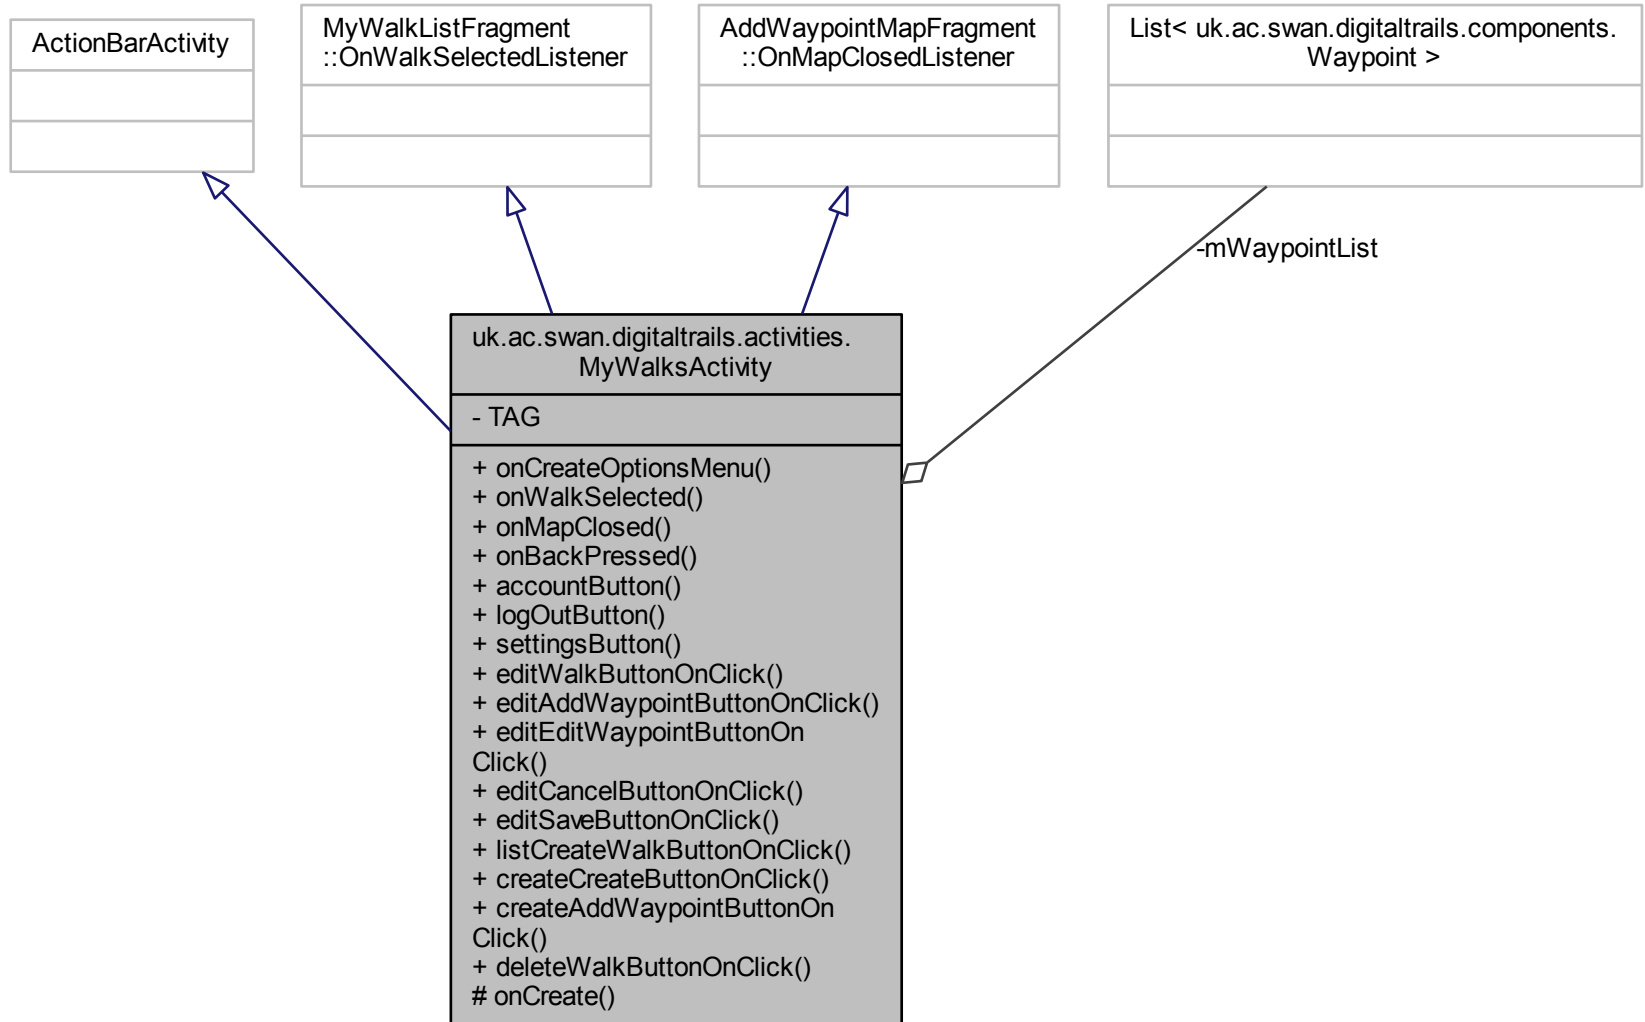 ActionBarActivity
MyWalkListFragment
::OnWalkSelectedListener
AddWaypointMapFragment
::OnMapClosedListener
List< uk.ac.swan.digitaltrails.components.
Waypoint >
-mWaypointList
uk.ac.swan.digitaltrails.activities.
MyWalksActivity
- TAG
+ onCreateOptionsMenu()
+ onWalkSelected()
+ onMapClosed()
+ onBackPressed()
+ accountButton()
+ logOutButton()
+ settingsButton()
+ editWalkButtonOnClick()
+ editAddWaypointButtonOnClick()
+ editEditWaypointButtonOn
Click()
+ editCancelButtonOnClick()
+ editSaveButtonOnClick()
+ listCreateWalkButtonOnClick()
+ createCreateButtonOnClick()
+ createAddWaypointButtonOn
Click()
+ deleteWalkButtonOnClick()
# onCreate()